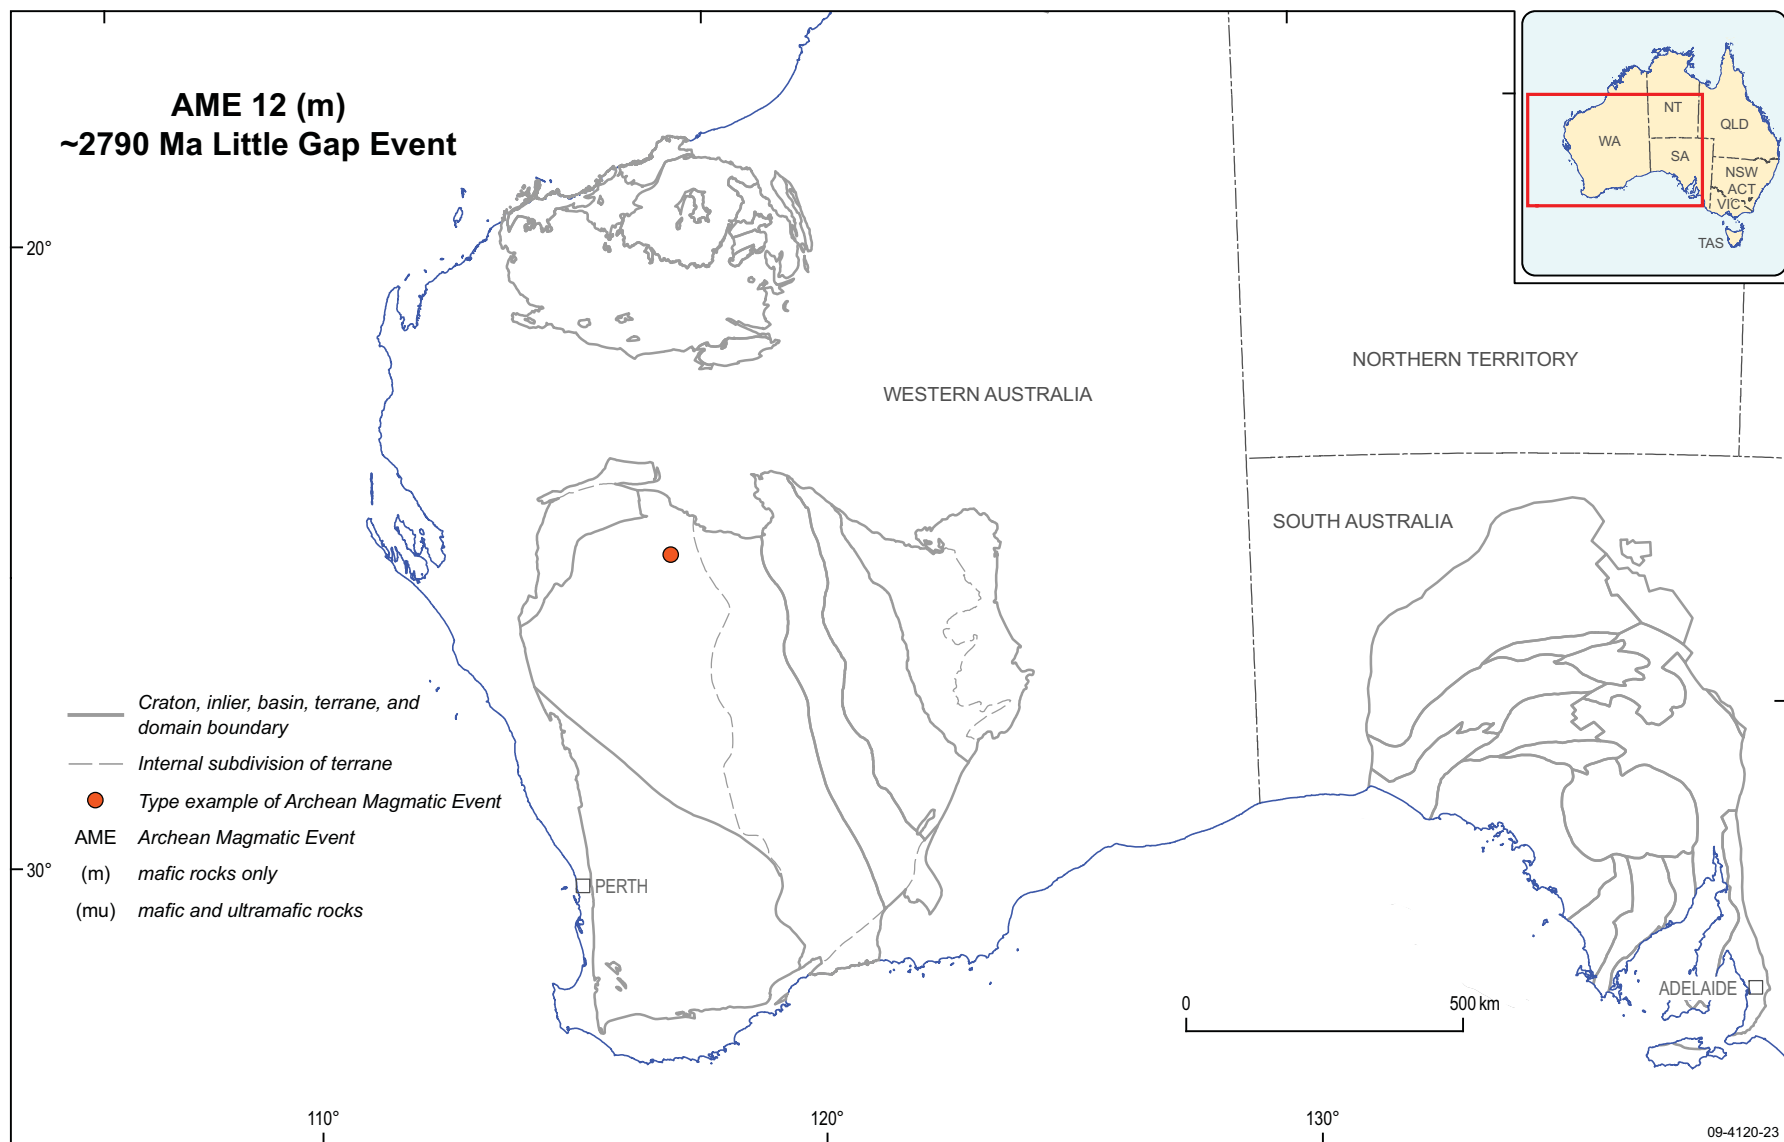 AME 12 (m)
~2790 Ma Little Gap Event
NT
QLD
WA
SA
NSW
ACT
VIC
TAS
20°
NORTHERN TERRITORY
WESTERN AUSTRALIA
SOUTH AUSTRALIA
Craton, inlier, basin, terrane, and
domain boundary
Internal subdivision of terrane
Type example of Archean Magmatic Event
AME Archean Magmatic Event
(m) mafic rocks only
(mu) mafic and ultramafic rocks
30°
PERTH
ADELAIDE
0 500 km
110° 120° 130°
09-4120-23